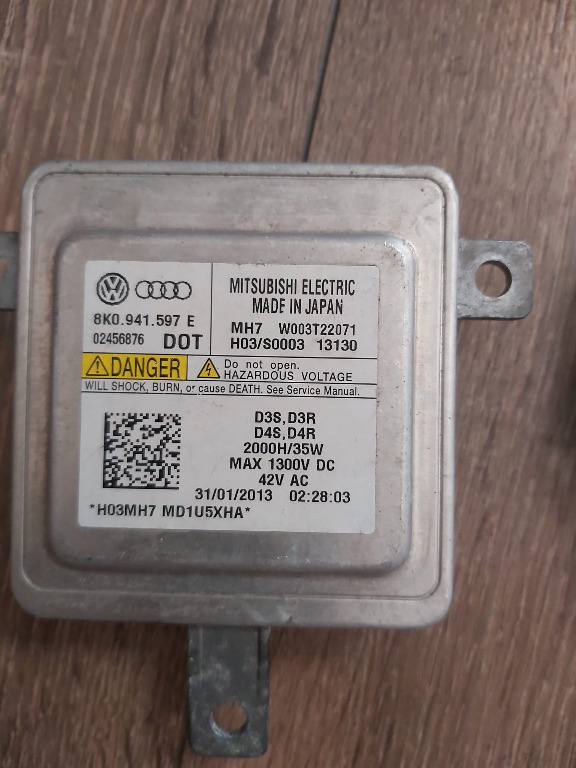 8K0.941.597 E
02456876 DOT
MITSUBISHI ELECTRIC
MADE IN JAPAN
MH7 W003T22071
H03/S0003 13130
DANGER
Do not open.
HAZARDOUS VOLTAGE
WILL SHOCK, BURN, or cause DEATH. See Service Manual.
D3S,D3R
D4S,D4R
2000H/35W
MAX 1300V DC
42V AC
31/01/2013 02:28:03
*H03MH7 MD1U5XHA*